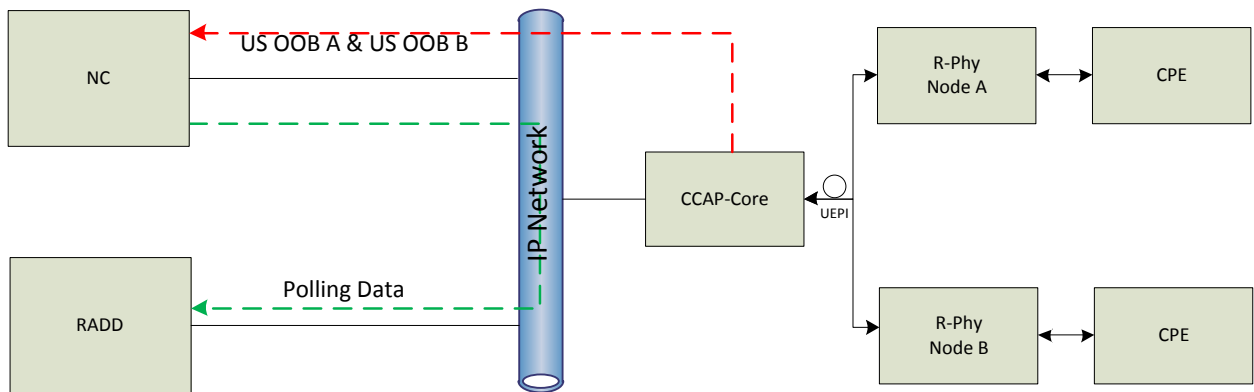 US OOB A & US OOB B
NC
IP Network
R-Phy
Node A
CPE
CCAP-Core
UEPI
Polling Data
RADD
R-Phy
Node B
CPE